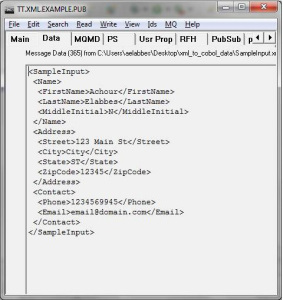 TT.XML.EXAMPLE.PUB
File Edit Search Read Write View Ids MQ Help
Main Data MQMD PS Usr Prop RFH PubSub p
Message Data (365) from C:\Users\aelabbes\Desktop\xml_to_cobol_data\SampleInput.x
<SampleInput>
<Name>
<FirstName>Achour</FirstName>
<LastName>Elabbes</LastName>
<MiddleInitial>N</MiddleInitial>
</Name>
<Address>
<Street>123 Main St</Street>
<City>City</City>
<State>ST</State>
<ZipCode>12345</ZipCode>
</Address>
<Contact>
<Phone>1234569945</Phone>
<Email>email@domain.com</Email>
</Contact>
</SampleInput>